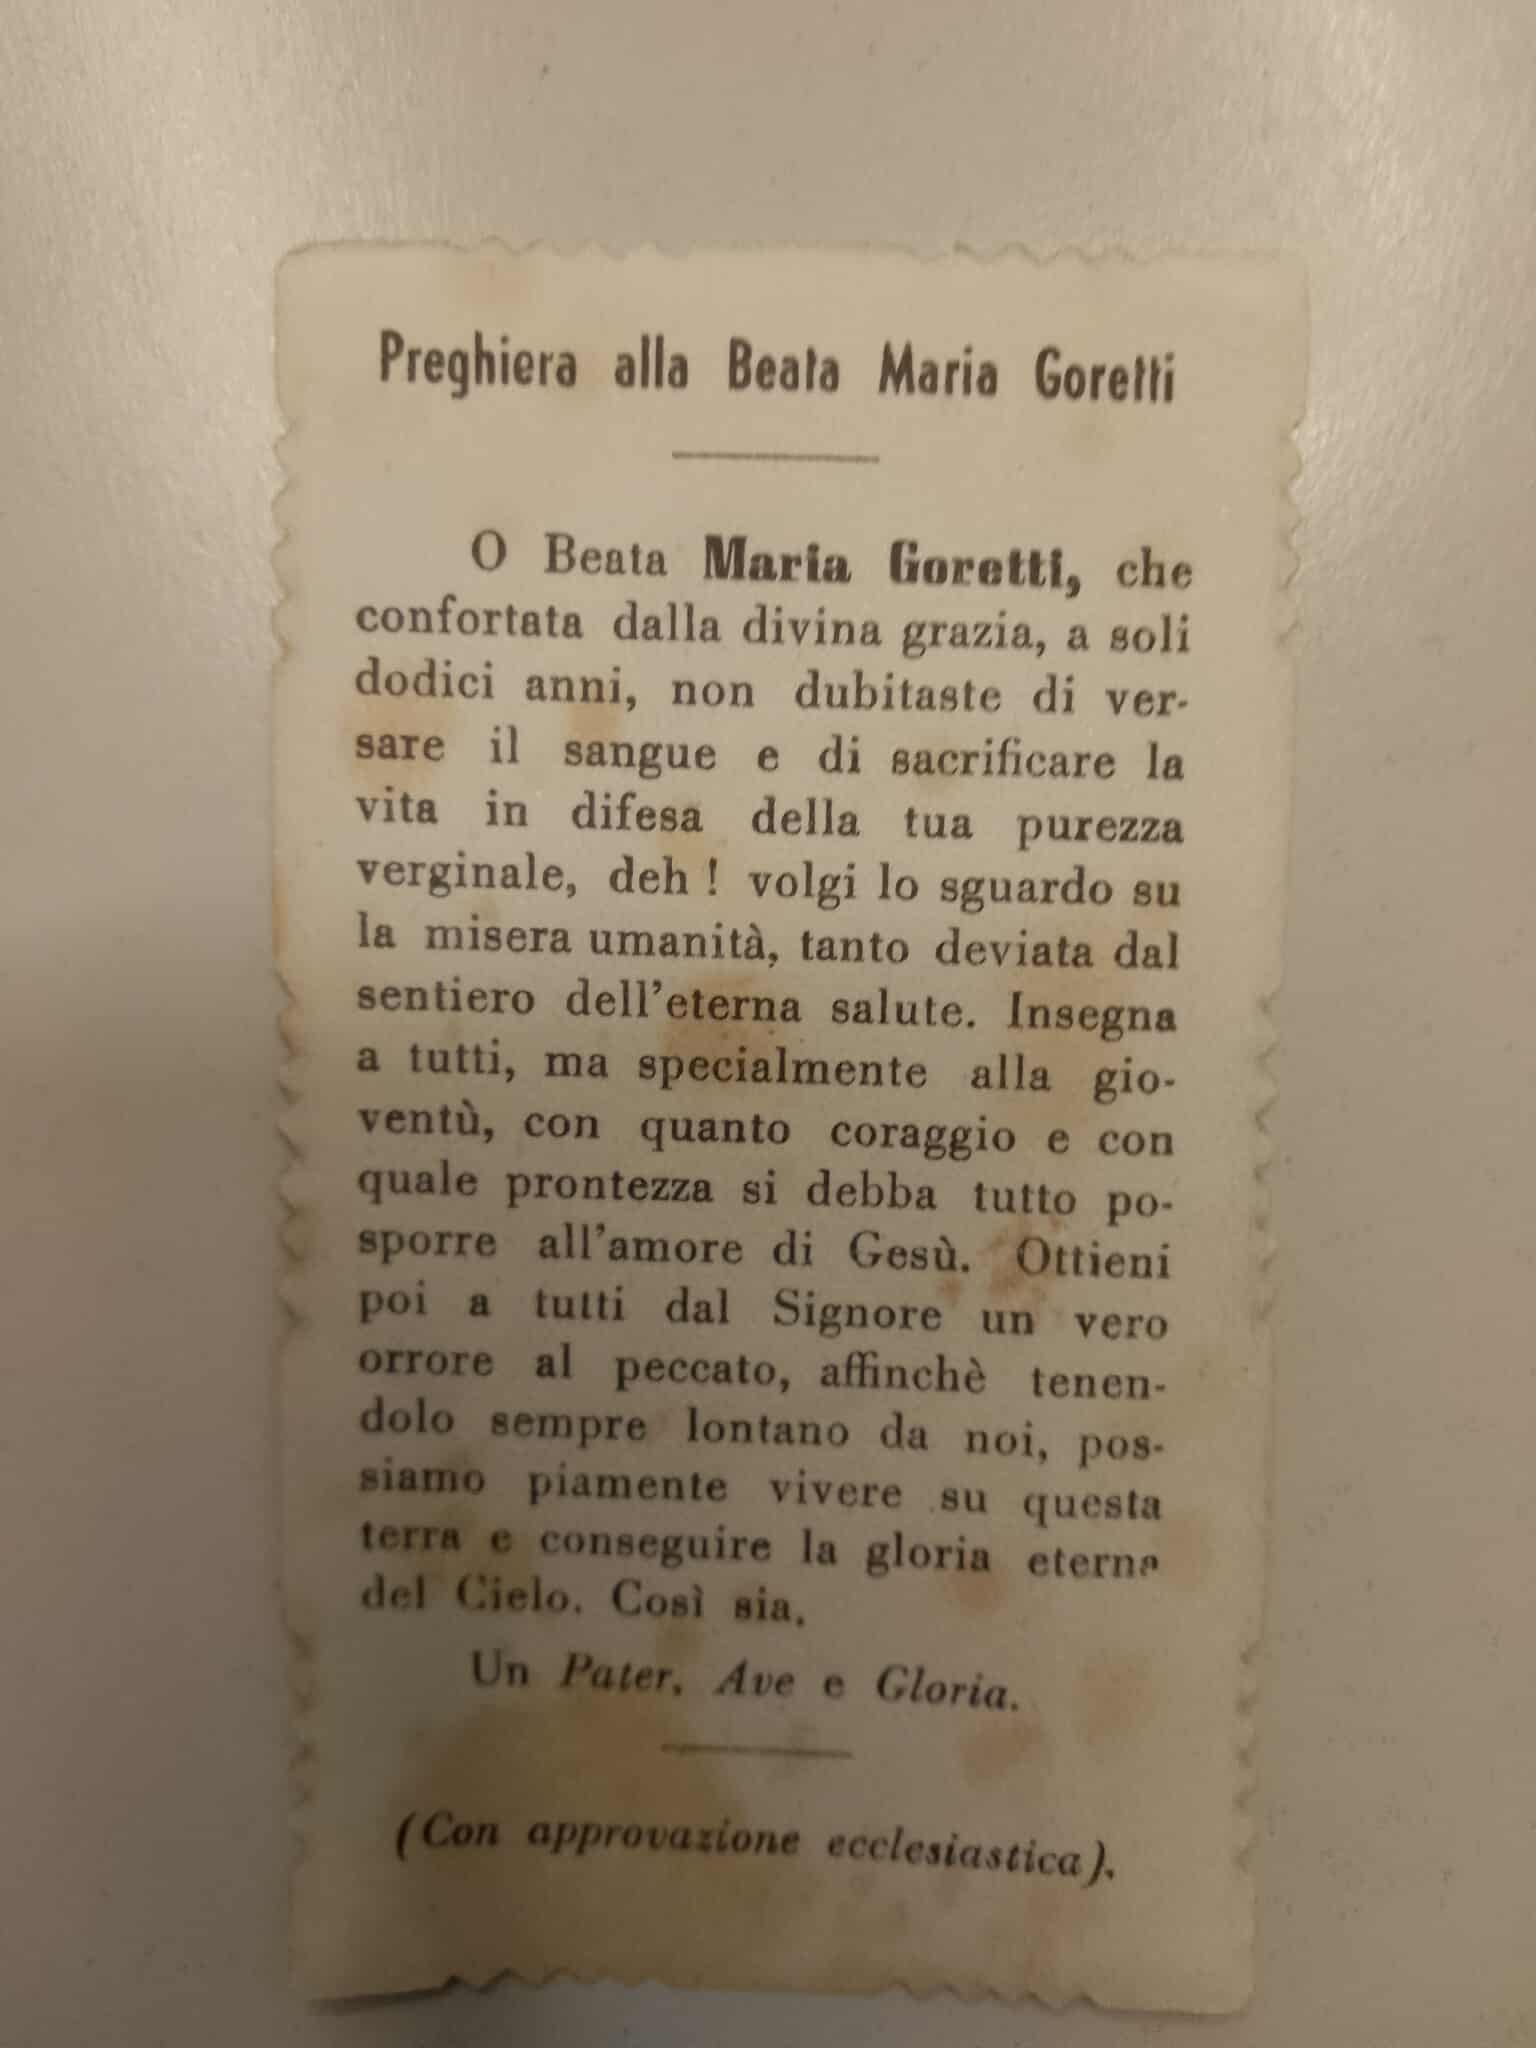 Preghiera alla Beata Maria Goretti
O Beata Maria Goretti, che
confortata dalla divina grazia, a soli
dodici anni, non dubitaste di ver-
sare il sangue e di sacrificare la
vita in difesa della tua purezza
verginale, deh ! volgi lo sguardo su
la misera umanità, tanto deviata dal
sentiero dell'eterna salute. Insegna
a tutti, ma specialmente alla gio-
ventù, con quanto coraggio e con
quale prontezza si debba tutto po-
sporre all'amore di Gesù. Ottieni
poi a tutti dal Signore un vero
orrore al peccato, affinchè tenen-
dolo sempre lontano da noi, pos-
siamo piamente vivere su questa
terra e conseguire la gloria eterna
del Cielo. Così sia.
Un Pater, Ave e Gloria.
(Con approvazione ecclesiastica).